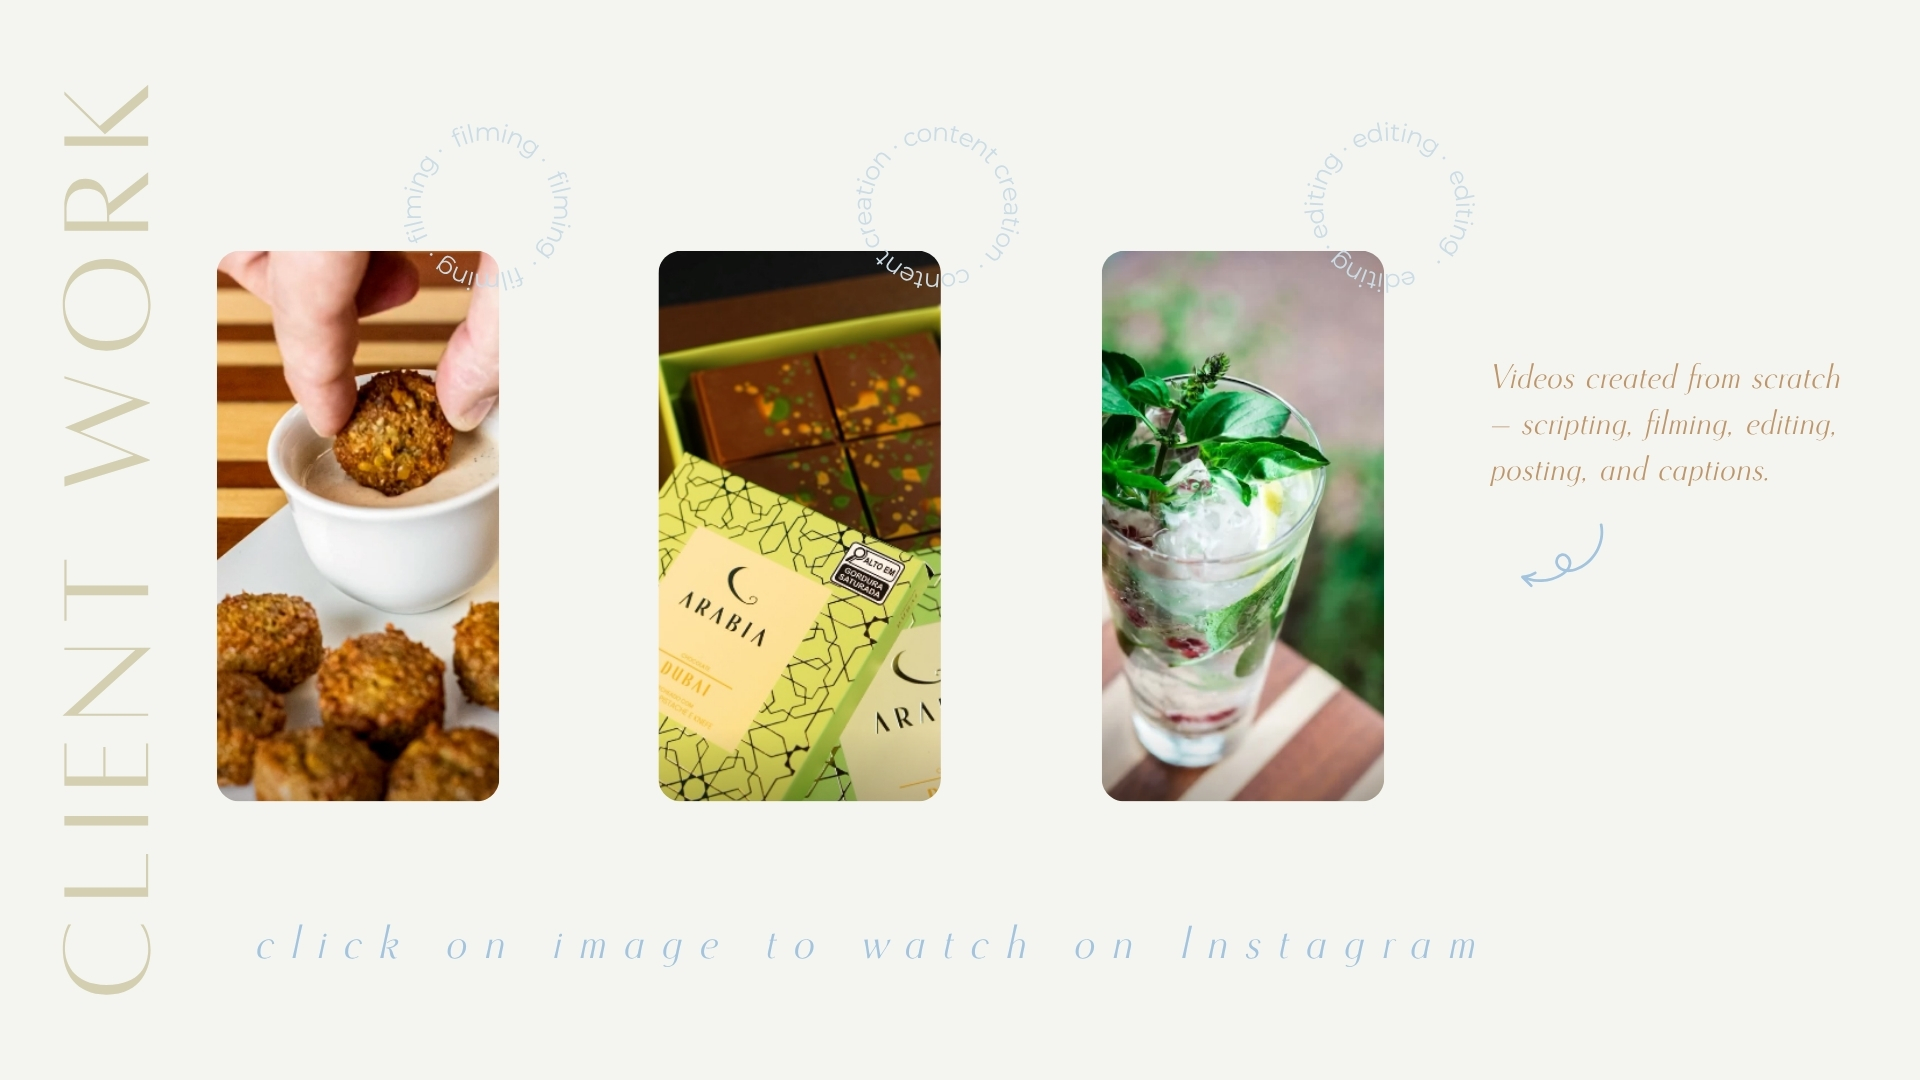 CLIENT WORK
filming · filming · filming · filming · filming ·
content creation · content creation ·
editing · editing · editing · editing · editing ·
ALTO EM
GORDURA
SATURADA
ARABIA
DUBAI
ARA
Videos created from scratch
– scripting, filming, editing,
posting, and captions.
click on image to watch on Instagram